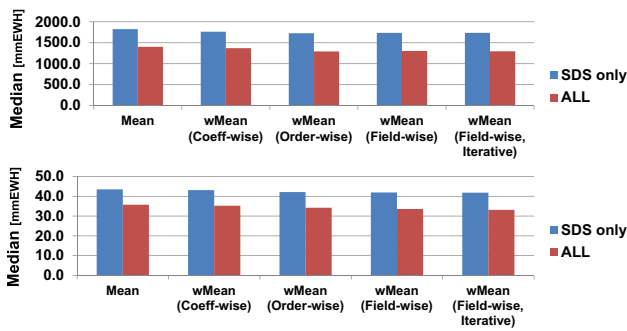 Median [mmEWH]
2000.0
1500.0
1000.0
500.0
0.0
Mean
wMean
(Coeff-wise)
wMean
(Order-wise)
wMean
(Field-wise)
wMean
(Field-wise,
Iterative)
SDS only
ALL
Median [mmEWH]
50.0
40.0
30.0
20.0
10.0
0.0
Mean
wMean
(Coeff-wise)
wMean
(Order-wise)
wMean
(Field-wise)
wMean
(Field-wise,
Iterative)
SDS only
ALL